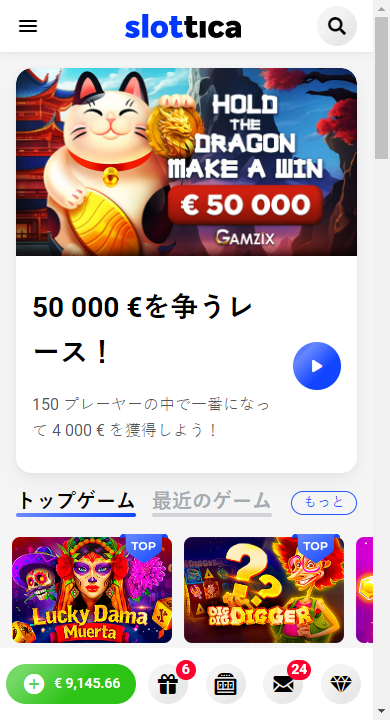 slottica
HOLD
THE
DRAGON
MAKE A WIN
€ 50 000
GAMZIX
50 000 €を争うレ
ース！
150 プレーヤーの中で一番になっ
て 4 000 € を獲得しよう！
トップゲーム 最近のゲーム もっと
TOP TOP
Lucky Dama
Muerta
DIG DIG DIGGER
€ 9,145.66 6 24